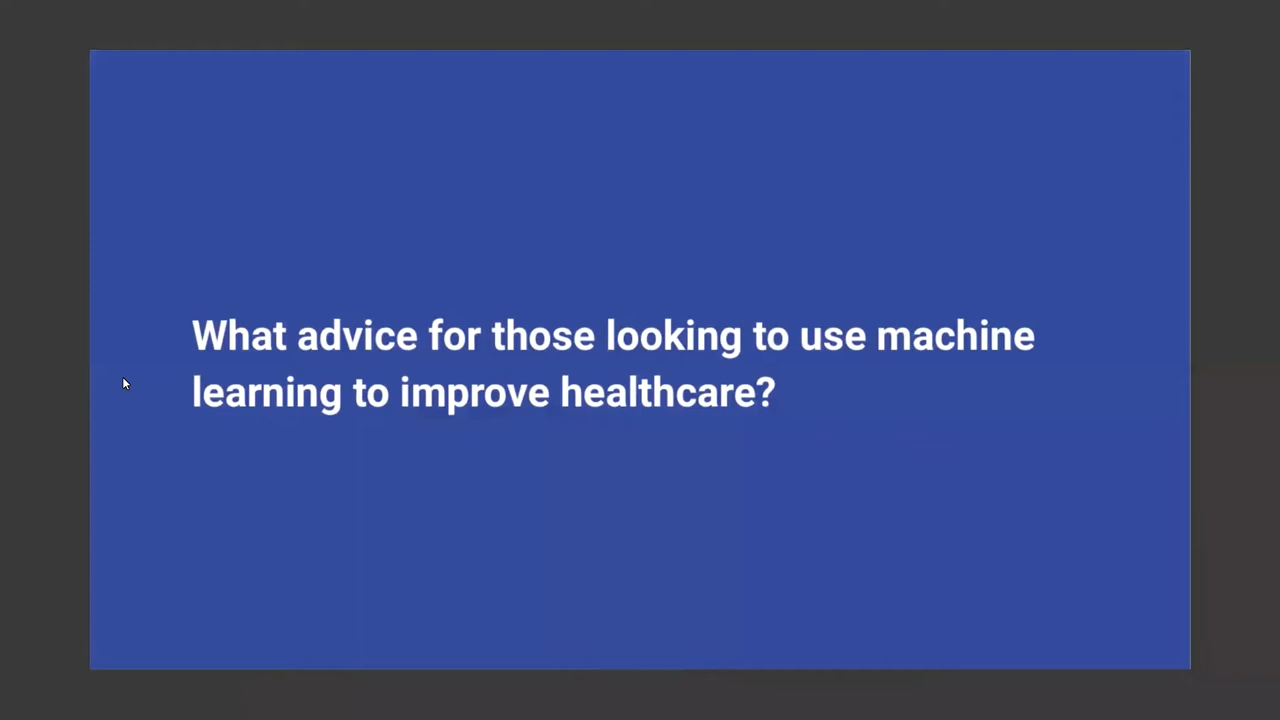 What advice for those looking to use machine
learning to improve healthcare?